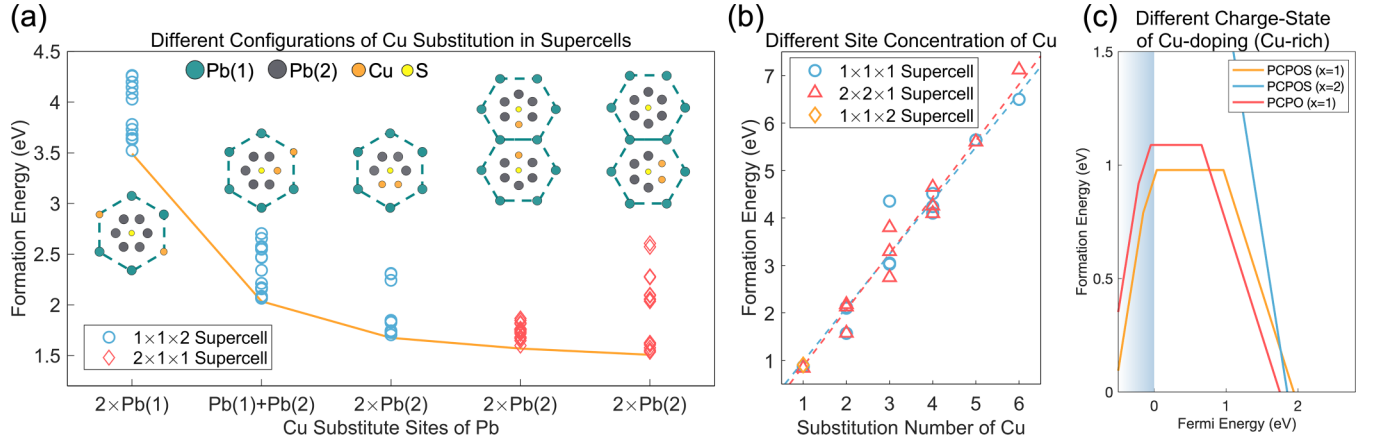 (a)
Different Configurations of Cu Substitution in Supercells
Pb(1) Pb(2) Cu S
Formation Energy (eV)
4.5
4
3.5
3
2.5
2
1.5
1×1×2 Supercell
2×1×1 Supercell
2×Pb(1) Pb(1)+Pb(2) 2×Pb(2) 2×Pb(2) 2×Pb(2)
Cu Substitute Sites of Pb
(b)
Different Site Concentration of Cu
1×1×1 Supercell
2×2×1 Supercell
1×1×2 Supercell
Formation Energy (eV)
7
6
5
4
3
2
1
1 2 3 4 5 6
Substitution Number of Cu
(c)
Different Charge-State
of Cu-doping (Cu-rich)
PCPOS (x=1)
PCPOS (x=2)
PCPO (x=1)
Formation Energy (eV)
1.5
1
0.5
0
0 1 2
Fermi Energy (eV)